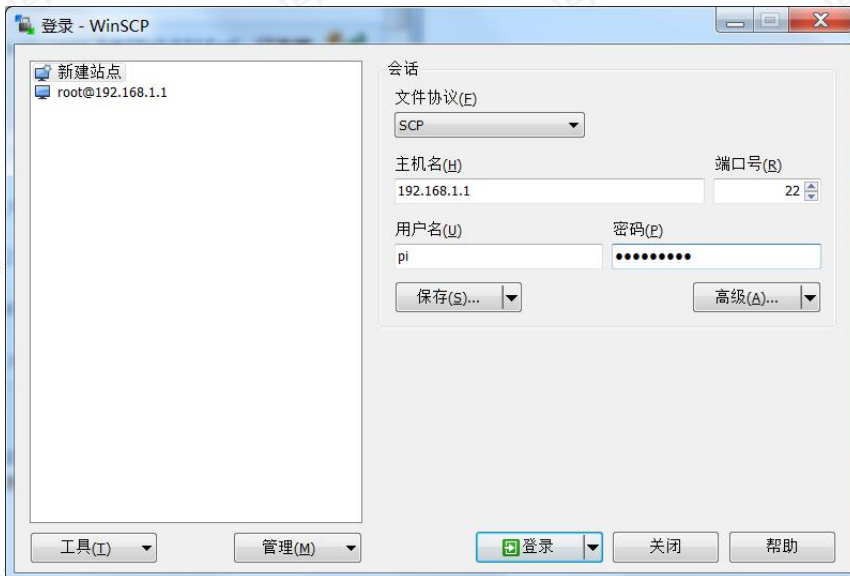 登录 - WinSCP
新建站点
root@192.168.1.1
会话
文件协议(F)
SCP
主机名(H)
端口号(R)
192.168.1.1
22
用户名(U)
密码(P)
pi
●●●●●●●●●
保存(S)...
高级(A)...
工具(T)
管理(M)
登录
关闭
帮助